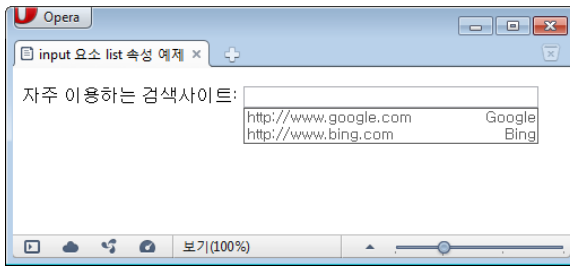 Opera
input 요소 list 속성 예제
자주 이용하는 검색사이트:
http://www.google.com Google
http://www.bing.com Bing
보기(100%)